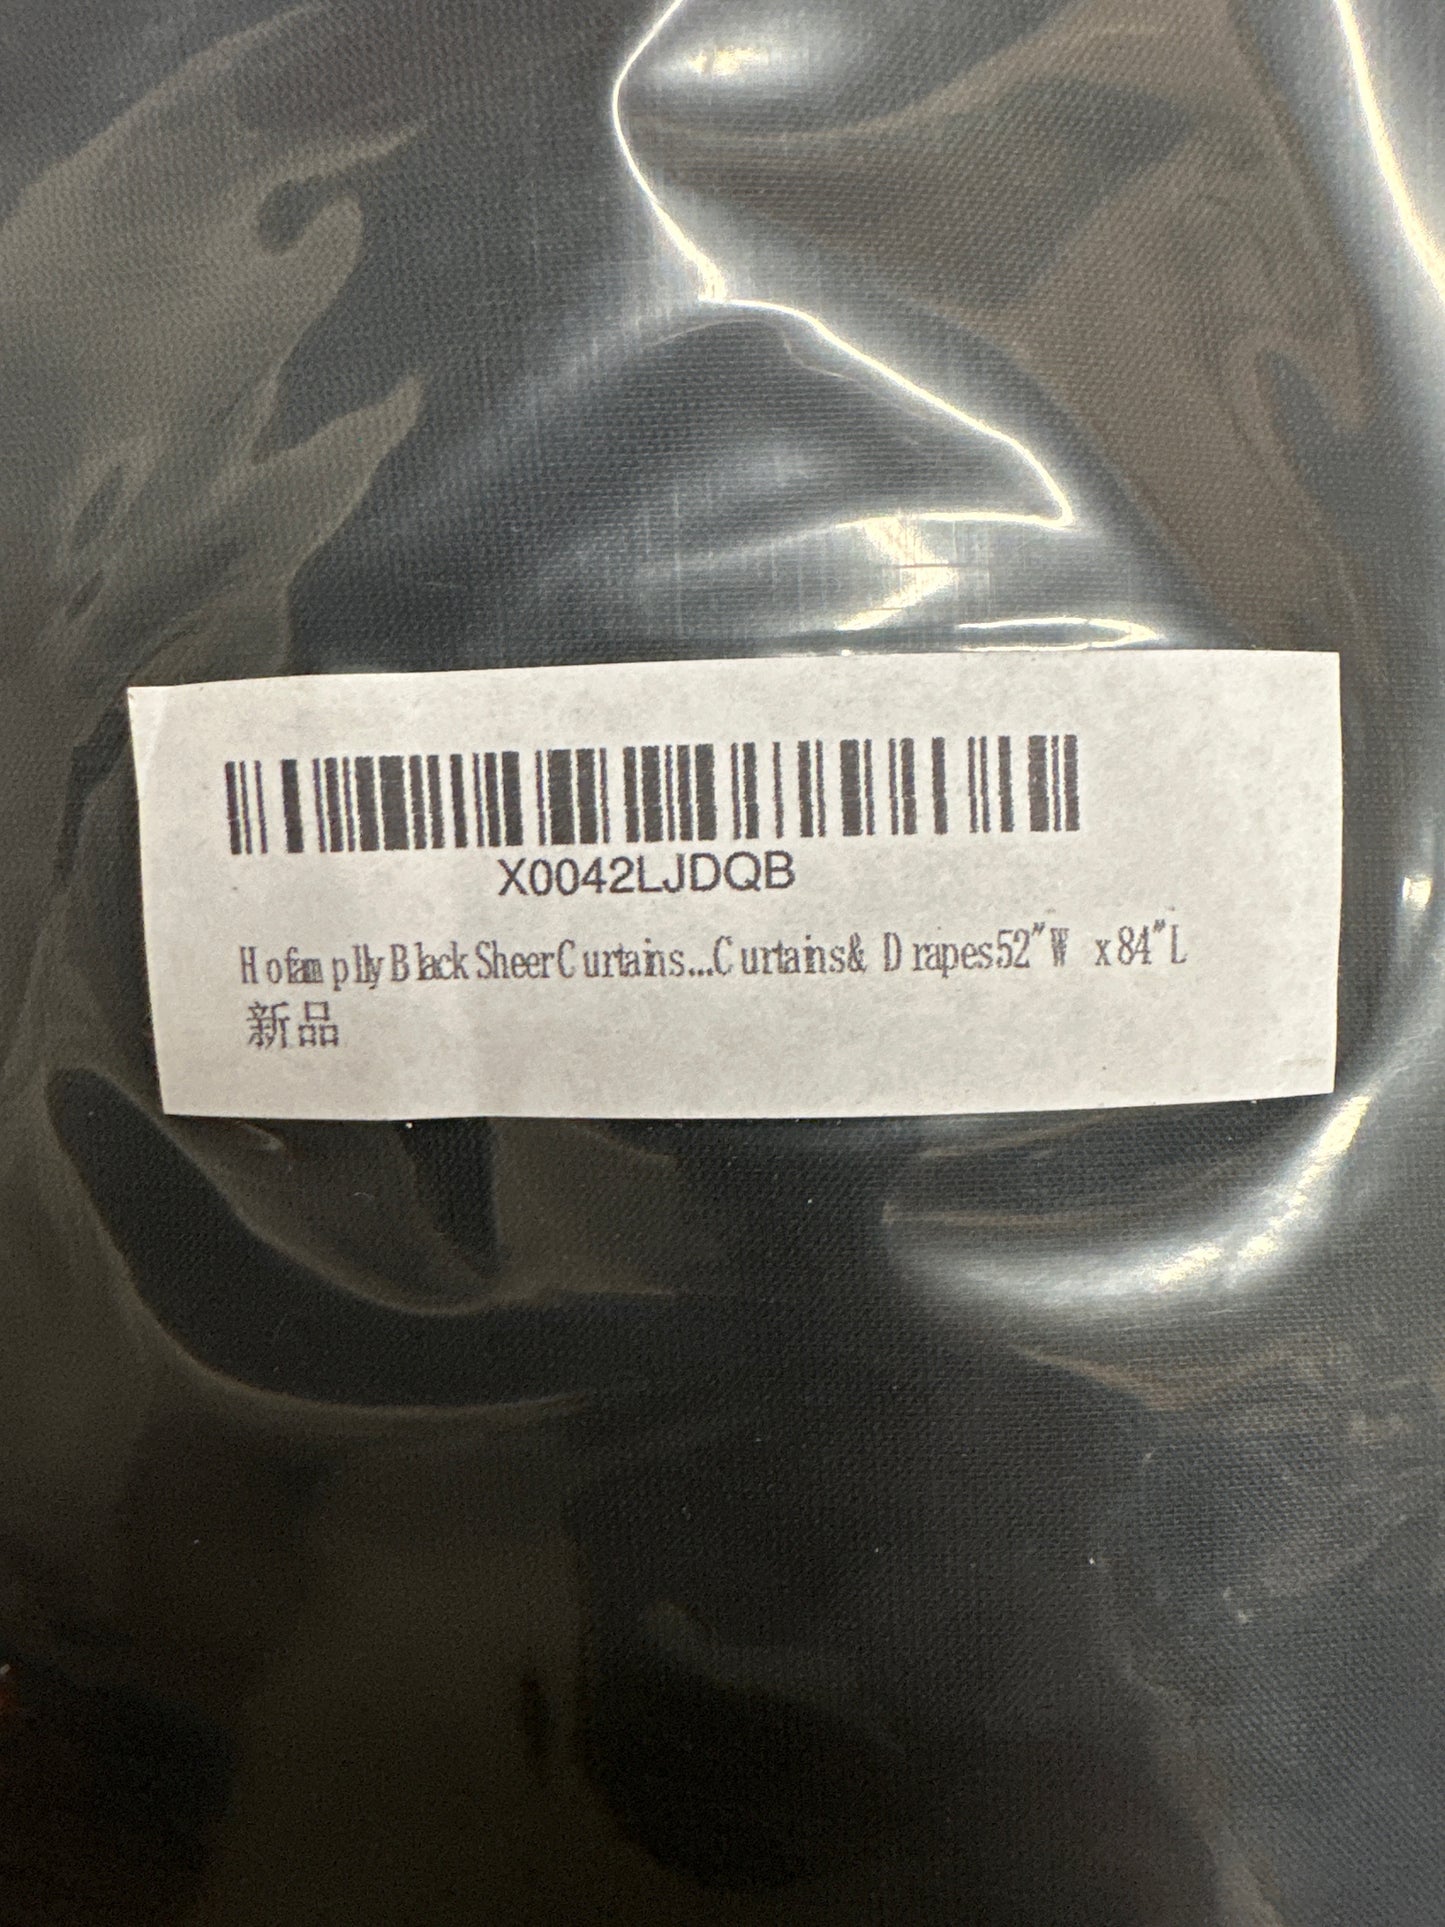 X0042LJDQB
Hofamplly Black Sheer Curtains...Curtains & Drapes 52"W x 84"L
新品